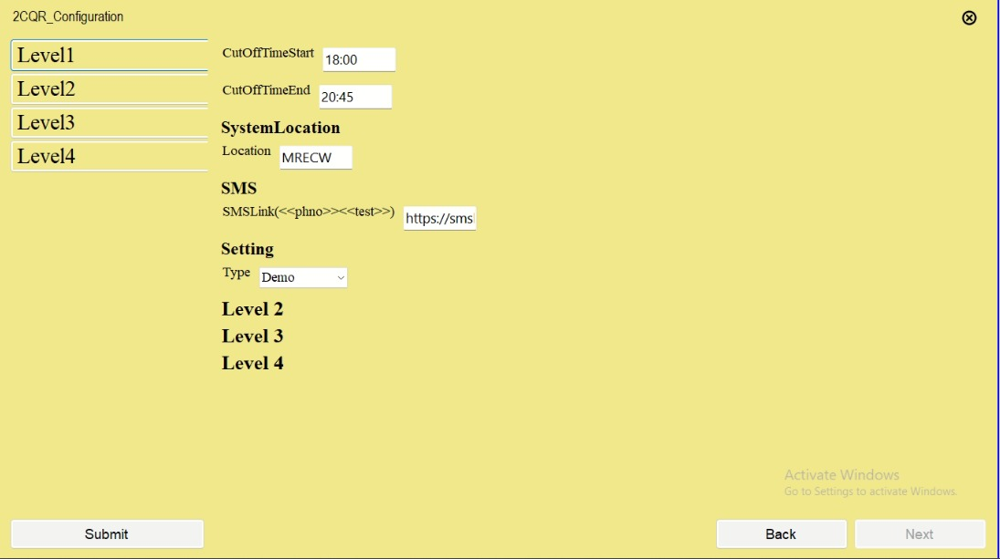 2CQR_Configuration
Level1
Level2
Level3
Level4
CutOffTimeStart 18:00
CutOffTimeEnd 20:45
SystemLocation
Location MRECW
SMS
SMSLink(<<phno>><<test>>) https://sms
Setting
Type Demo
Level 2
Level 3
Level 4
Activate Windows
Go to Settings to activate Windows.
Submit Back Next